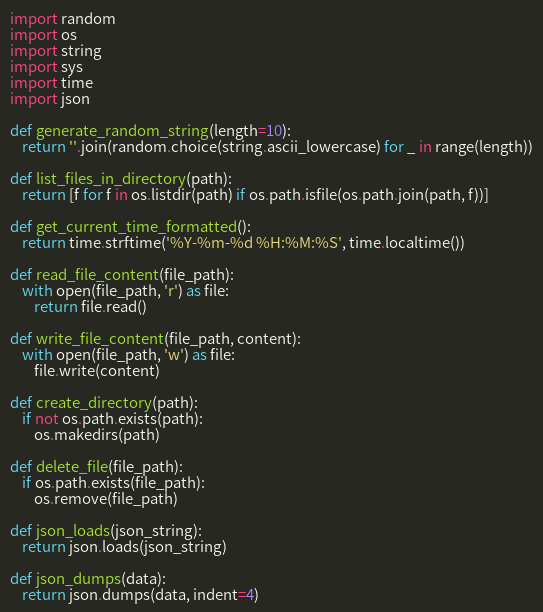 import random
import os
import string
import sys
import time
import json

def generate_random_string(length=10):
    return ''.join(random.choice(string.ascii_lowercase) for _ in range(length))

def list_files_in_directory(path):
    return [f for f in os.listdir(path) if os.path.isfile(os.path.join(path, f))]

def get_current_time_formatted():
    return time.strftime('%Y-%m-%d %H:%M:%S', time.localtime())

def read_file_content(file_path):
    with open(file_path, 'r') as file:
        return file.read()

def write_file_content(file_path, content):
    with open(file_path, 'w') as file:
        file.write(content)

def create_directory(path):
    if not os.path.exists(path):
        os.makedirs(path)

def delete_file(file_path):
    if os.path.exists(file_path):
        os.remove(file_path)

def json_loads(json_string):
    return json.loads(json_string)

def json_dumps(data):
    return json.dumps(data, indent=4)